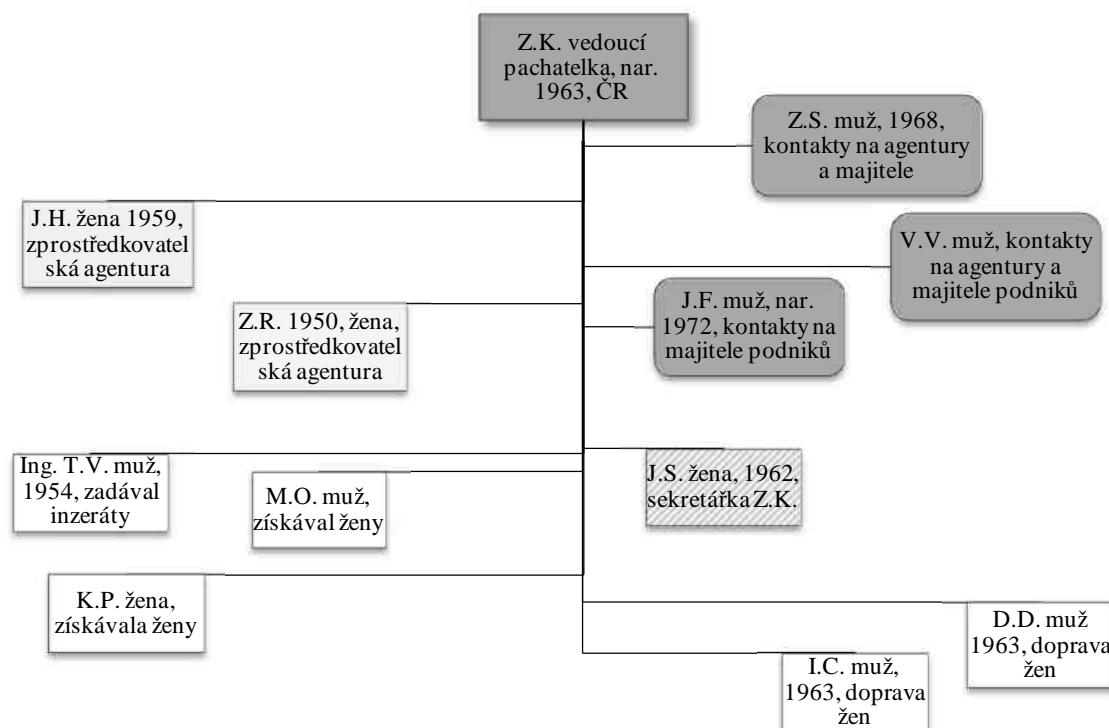 Z.K. vedoucí
pachatelka, nar.
1963, ČR
Z.S. muž, 1968,
kontakty na agentury
a majitele
J.H. žena 1959,
zprostředkovatel
ská agentura
V.V. muž, kontakty
na agentury a
majitele podniků
Z.R. 1950, žena,
zprostředkovatel
ská agentura
J.F. muž, nar.
1972, kontakty na
majitele podniků
Ing. T.V. muž,
1954, zadával
inzeráty
M.O. muž,
získával ženy
J.S. žena, 1962,
sekretářka Z.K.
K.P. žena,
získávala ženy
D.D. muž
1963, doprava
žen
I.C. muž,
1963, doprava
žen